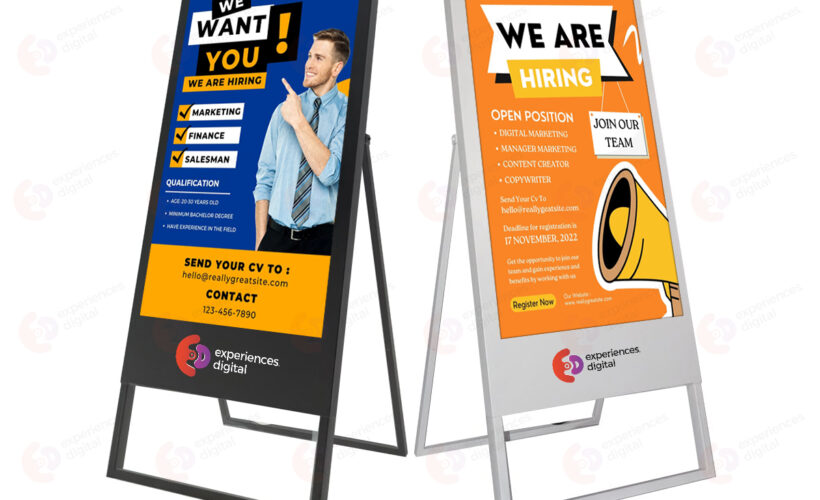 WE
WANT
YOU !
WE ARE HIRING
MARKETING
FINANCE
SALESMAN
QUALIFICATION
• AGE: 20-30 YEARS OLD
• MINIMUM BACHELOR DEGREE
• HAVE EXPERIENCE IN THE FIELD
SEND YOUR CV TO :
hello@reallygreatsite.com
CONTACT
123-456-7890
experiences
digital
WE ARE
HIRING
OPEN POSITION
• DIGITAL MARKETING
• MANAGER MARKETING
• CONTENT CREATOR
• COPYWRITER
JOIN OUR
TEAM
Send Your Cv To
hello@reallygreatsite.com
Deadline for registration is
17 NOVEMBER, 2022
Get the opportunity to join our
team and gain experience and
benefits by working with us
Register Now
Our Website :
www.reallygreatsite.com
experiences
digital